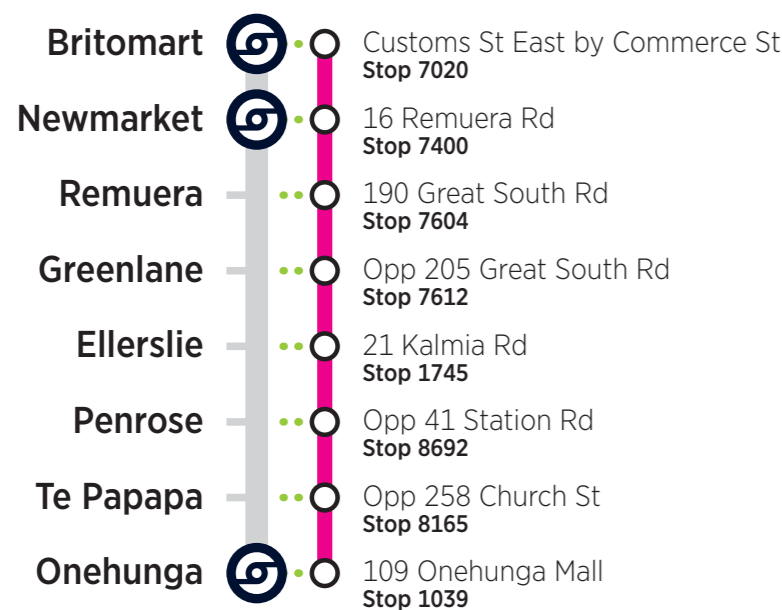 Britomart
Customs St East by Commerce St
Stop 7020
Newmarket
16 Remuera Rd
Stop 7400
Remuera
190 Great South Rd
Stop 7604
Greenlane
Opp 205 Great South Rd
Stop 7612
Ellerslie
21 Kalmia Rd
Stop 1745
Penrose
Opp 41 Station Rd
Stop 8692
Te Papapa
Opp 258 Church St
Stop 8165
Onehunga
109 Onehunga Mall
Stop 1039